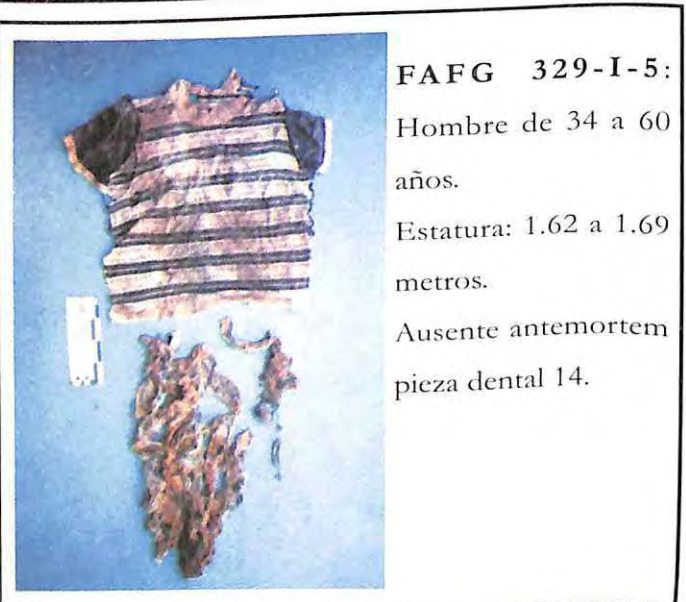 FAFG 329-I-5:
Hombre de 34 a 60
años.
Estatura: 1.62 a 1.69
metros.
Ausente antemortem
pieza dental 14.